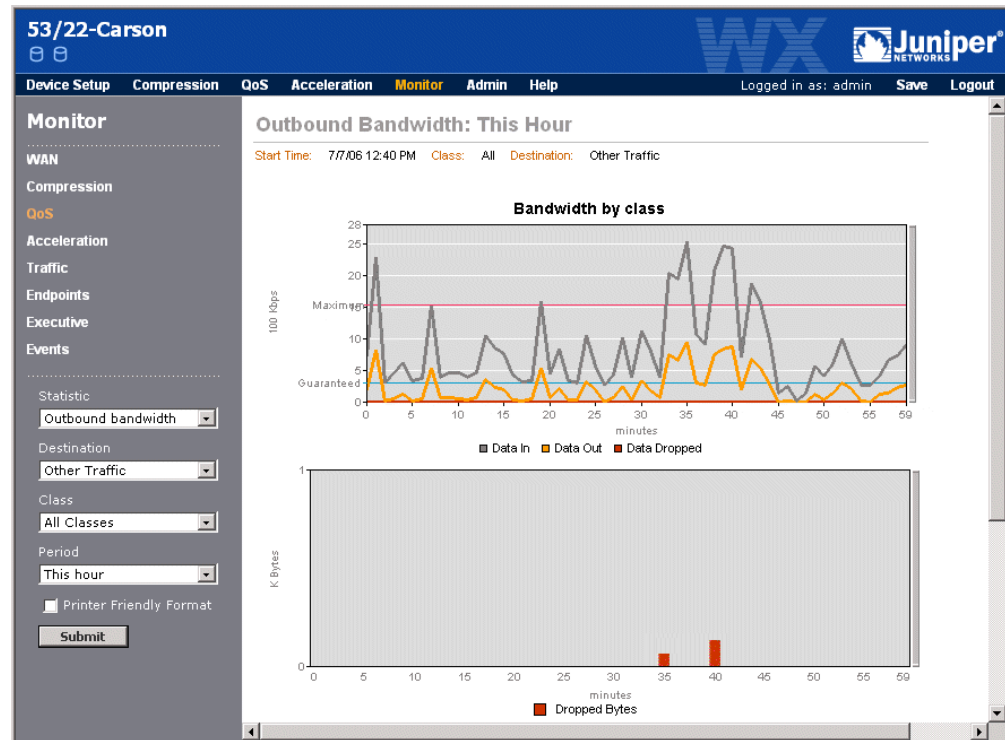 53/22-Carson
WX
Juniper®
NETWORKS
Device Setup Compression QoS Acceleration Monitor Admin Help Logged in as: admin Save Logout
Monitor
WAN
Compression
QoS
Acceleration
Traffic
Endpoints
Executive
Events
Statistic
Outbound bandwidth
Destination
Other Traffic
Class
All Classes
Period
This hour
Printer Friendly Format
Submit
Outbound Bandwidth: This Hour
Start Time: 7/7/06 12:40 PM Class: All Destination: Other Traffic
Bandwidth by class
28
25
20
Maximum
15
10
5
Guaranteed
0
100 Kbps
0 5 10 15 20 25 30 35 40 45 50 55 59
minutes
Data In Data Out Data Dropped
1
K Bytes
0
0 5 10 15 20 25 30 35 40 45 50 55 59
minutes
Dropped Bytes